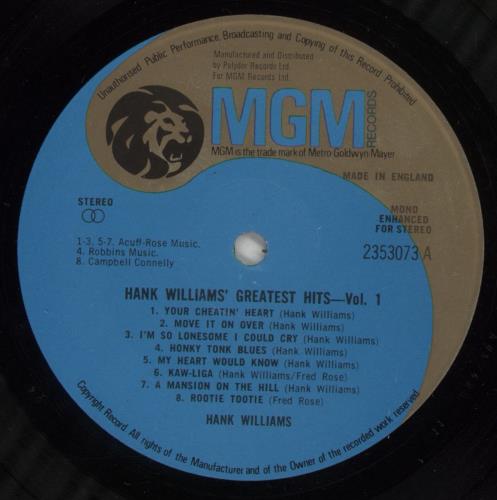 Unauthorised Public Performance, Broadcasting and Copying of this Record Prohibited
Manufactured and Distributed
by Polydor Records Ltd.
For MGM Records Ltd.
MGM
RECORDS
MGM is the trade mark of Metro-Goldwyn-Mayer
MADE IN ENGLAND
STEREO
MONO
ENHANCED
FOR STEREO
2353073 A
1-3. 5-7. Acuff-Rose Music.
4. Robbins Music.
8. Campbell Connelly
HANK WILLIAMS' GREATEST HITS—Vol. 1
1. YOUR CHEATIN' HEART (Hank Williams)
2. MOVE IT ON OVER (Hank Williams)
3. I'M SO LONESOME I COULD CRY (Hank Williams)
4. HONKY TONK BLUES (Hank Williams)
5. MY HEART WOULD KNOW (Hank Williams)
6. KAW-LIGA (Hank Williams/Fred Rose)
7. A MANSION ON THE HILL (Hank Williams)
8. ROOTIE TOOTIE (Fred Rose)
HANK WILLIAMS
Copyright Record All rights of the Manufacturer and of the Owner of the recorded work reserved